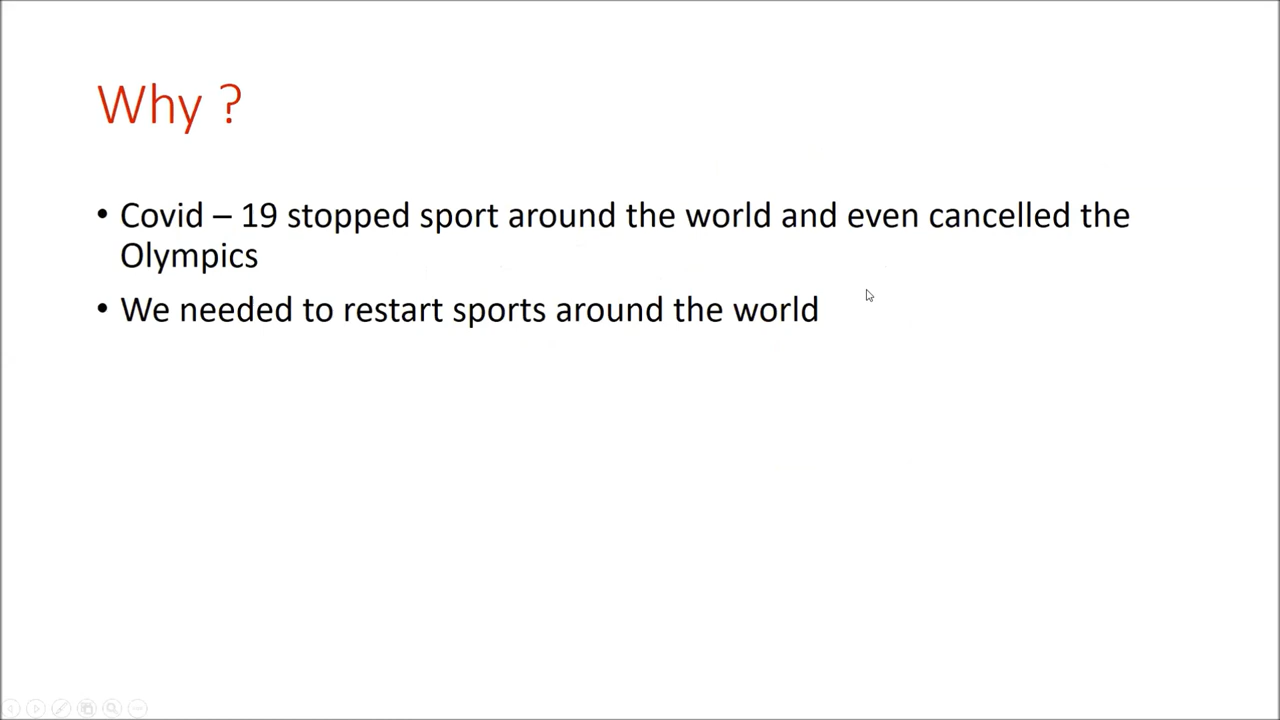 Why ?
• Covid – 19 stopped sport around the world and even cancelled the
Olympics
• We needed to restart sports around the world